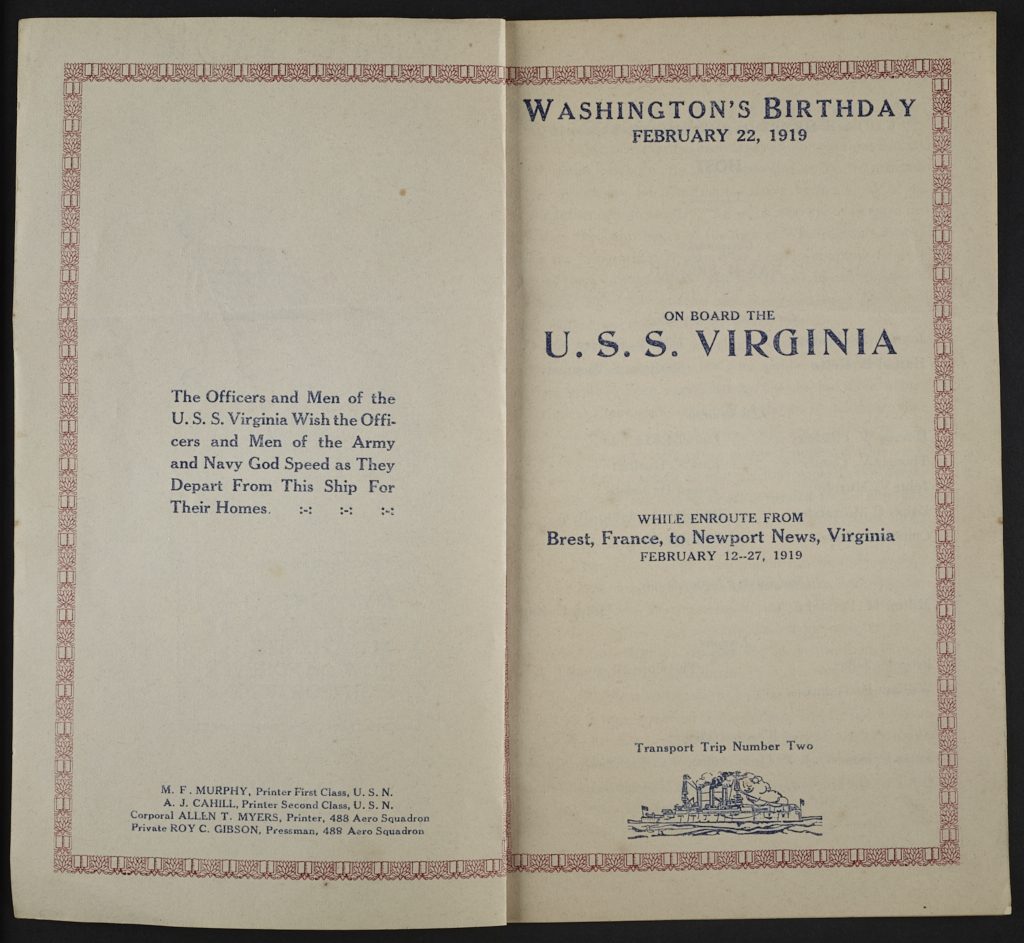 The Officers and Men of the
U. S. S. Virginia Wish the Offi-
cers and Men of the Army
and Navy God Speed as They
Depart From This Ship For
Their Homes. :-: :-: :-:
M. F. MURPHY, Printer First Class, U. S. N.
A. J. CAHILL, Printer Second Class, U. S. N.
Corporal ALLEN T. MYERS, Printer, 488 Aero Squadron
Private ROY C. GIBSON, Pressman, 488 Aero Squadron
WASHINGTON'S BIRTHDAY
FEBRUARY 22, 1919
ON BOARD THE
U. S. S. VIRGINIA
WHILE ENROUTE FROM
Brest, France, to Newport News, Virginia
FEBRUARY 12--27, 1919
Transport Trip Number Two